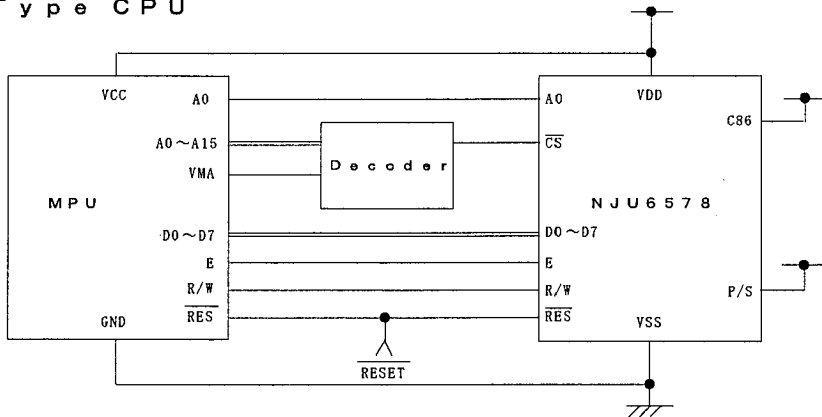 Type CPU
VCC
A0
A0～A15
VMA
MPU
D0～D7
E
R/W
RES
GND
Decoder
RESET
A0
VDD
C86
CS
NJU6578
D0～D7
E
R/W
P/S
RES
VSS